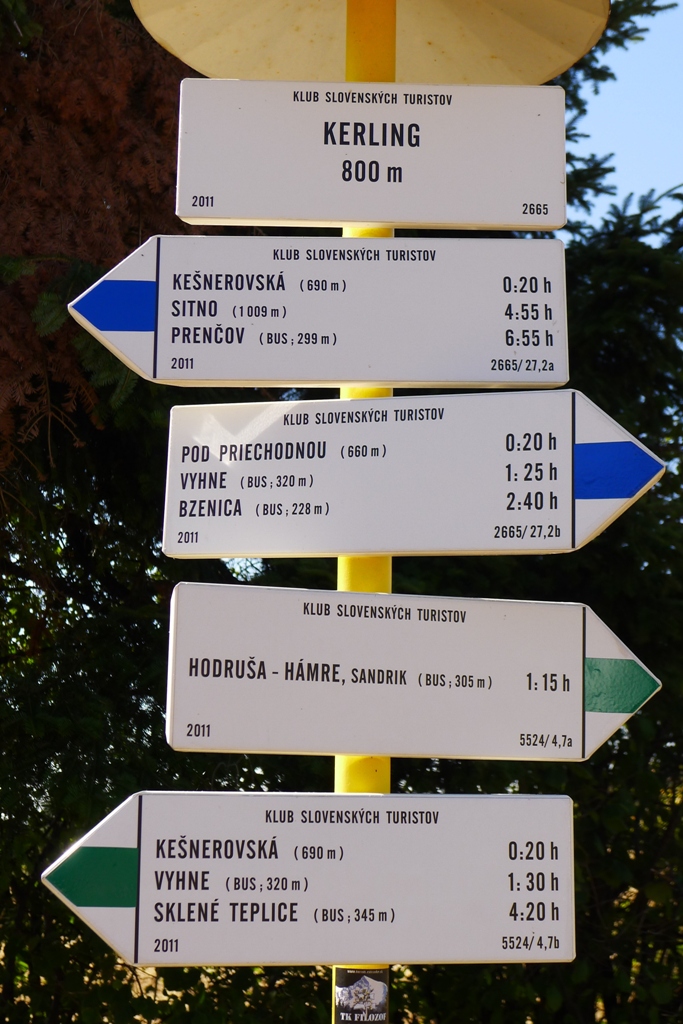 KLUB SLOVENSKÝCH TURISTOV
KERLING
800 m
2011 2665
KLUB SLOVENSKÝCH TURISTOV
KEŠNEROVSKÁ (690 m) 0:20 h
SITNO (1 009 m) 4:55 h
PRENČOV (BUS; 299 m) 6:55 h
2011 2665/27,2a
KLUB SLOVENSKÝCH TURISTOV
POD PRIECHODNOU (660 m) 0:20 h
VYHNE (BUS; 320 m) 1:25 h
BZENICA (BUS; 228 m) 2:40 h
2011 2665/27,2b
KLUB SLOVENSKÝCH TURISTOV
HODRUŠA - HÁMRE, SANDRIK (BUS; 305 m) 1:15 h
2011 5524/4,7a
KLUB SLOVENSKÝCH TURISTOV
KEŠNEROVSKÁ (690 m) 0:20 h
VYHNE (BUS; 320 m) 1:30 h
SKLENÉ TEPLICE (BUS; 345 m) 4:20 h
2011 5524/4,7b
TK FILOZOF